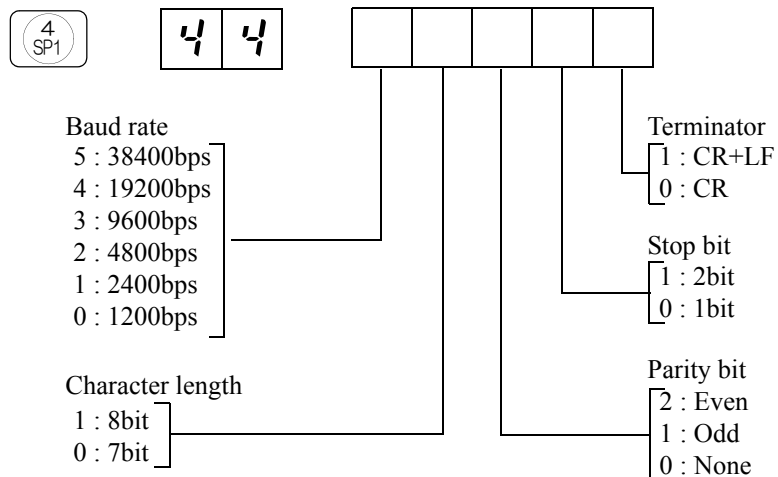 4
SP1
4 4
Baud rate
5 : 38400bps
4 : 19200bps
3 : 9600bps
2 : 4800bps
1 : 2400bps
0 : 1200bps
Character length
1 : 8bit
0 : 7bit
Terminator
1 : CR+LF
0 : CR
Stop bit
1 : 2bit
0 : 1bit
Parity bit
2 : Even
1 : Odd
0 : None